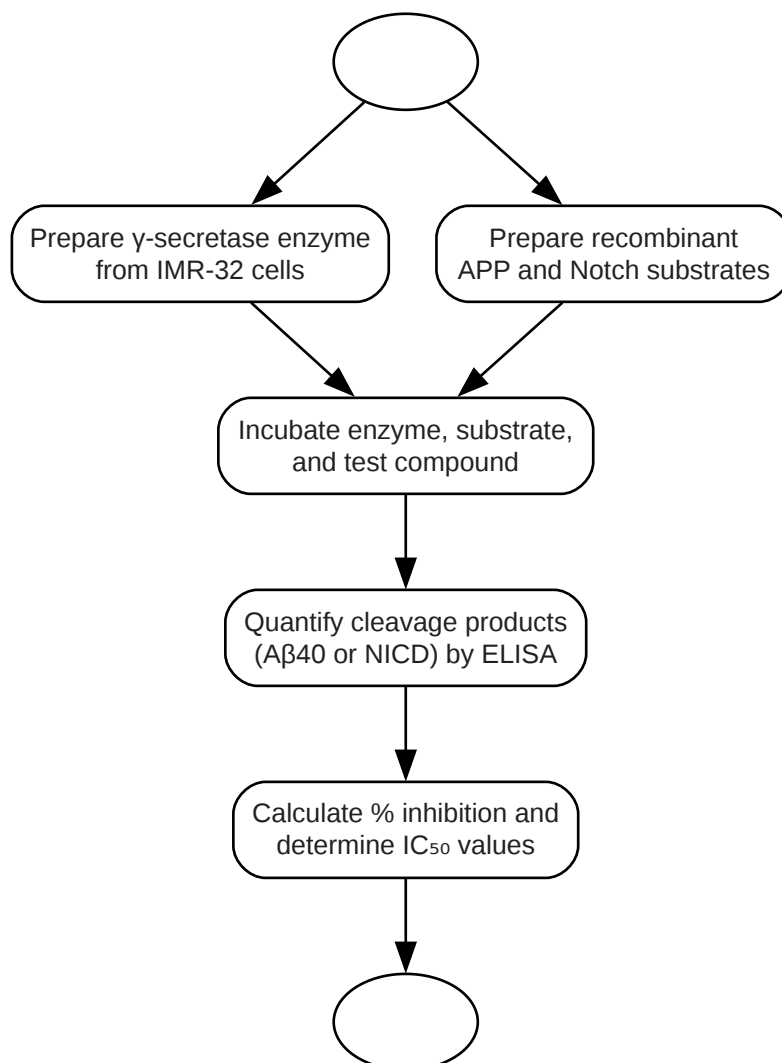 Prepare γ-secretase enzyme
from IMR-32 cells
Prepare recombinant
APP and Notch substrates
Incubate enzyme, substrate,
and test compound
Quantify cleavage products
(Aβ40 or NICD) by ELISA
Calculate % inhibition and
determine IC₅₀ values